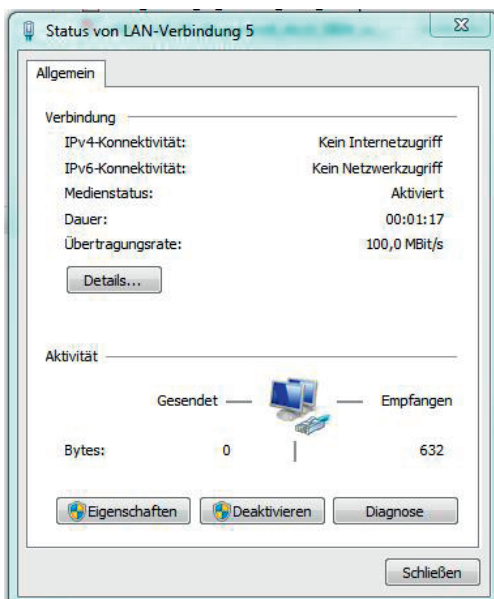 Status von LAN-Verbindung 5
Allgemein
Verbindung
IPv4-Konnektivität: Kein Internetzugriff
IPv6-Konnektivität: Kein Netzwerkzugriff
Medienstatus: Aktiviert
Dauer: 00:01:17
Übertragungsrate: 100,0 MBit/s
Details...
Aktivität
Gesendet Empfangen
Bytes: 0 632
Eigenschaften Deaktivieren Diagnose
Schließen